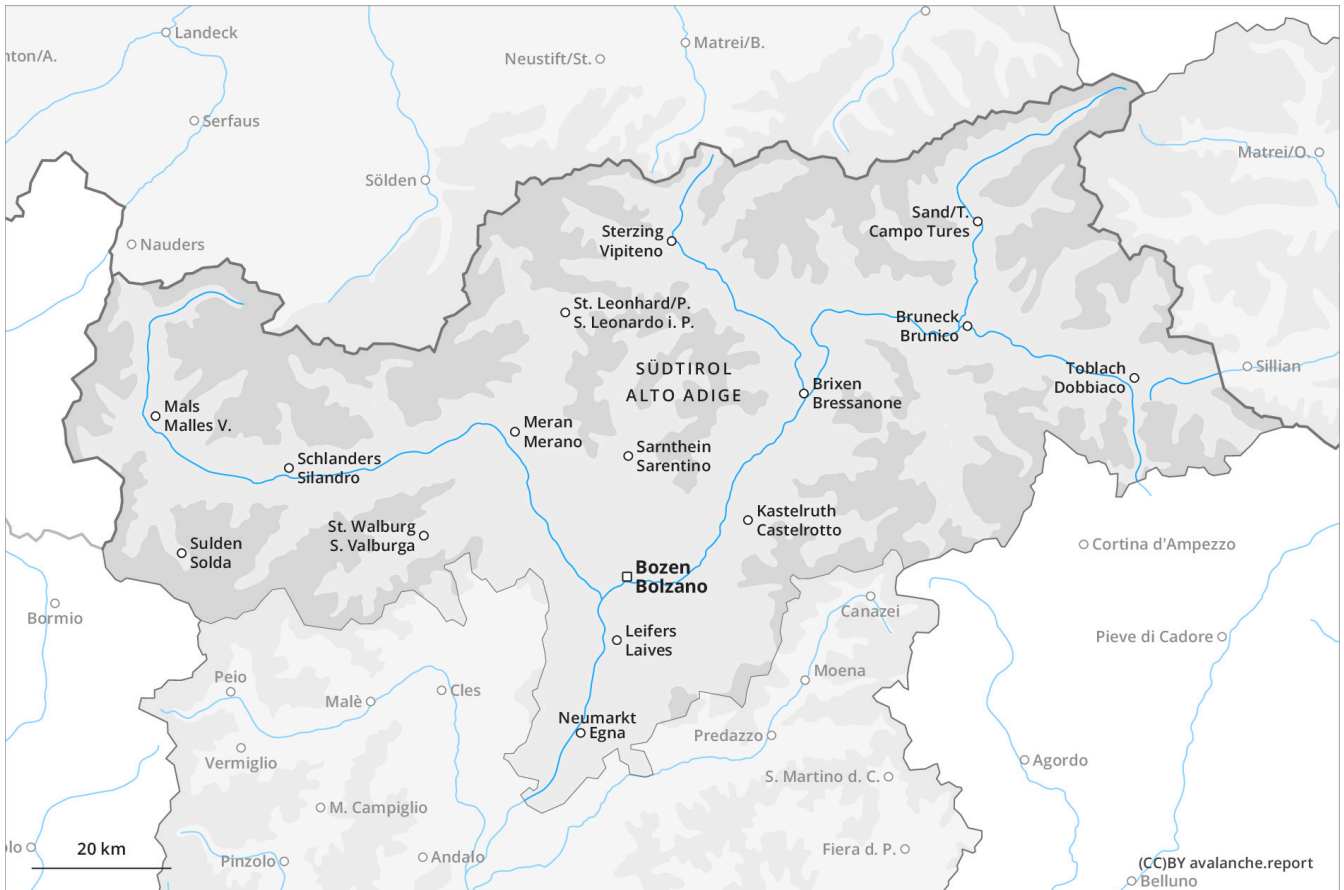 Landeck
Matrei/B.
Neustift/St.
nton/A.
Serfaus
Matrei/O.
Sölden
Sand/T.
Campo Tures
Sterzing
Vipiteno
Nauders
St. Leonhard/P.
S. Leonardo i. P.
Bruneck
Brunico
SÜDTIROL
ALTO ADIGE
Toblach
Dobbiaco
Sillian
Brixen
Bressanone
Mals
Malles V.
Meran
Merano
Schlanders
Silandro
Sarnthein
Sarentino
Kastelruth
Castelrotto
St. Walburg
S. Valburga
Sulden
Solda
Cortina d'Ampezzo
Bozen
Bolzano
Bormio
Canazei
Leifers
Laives
Pieve di Cadore
Peio
Moena
Malè
Cles
Neumarkt
Egna
Predazzo
Vermiglio
Agordo
S. Martino d. C.
M. Campiglio
olo
20 km
Pinzolo
Andalo
Fiera d. P.
(CC)BY avalanche.report
Belluno